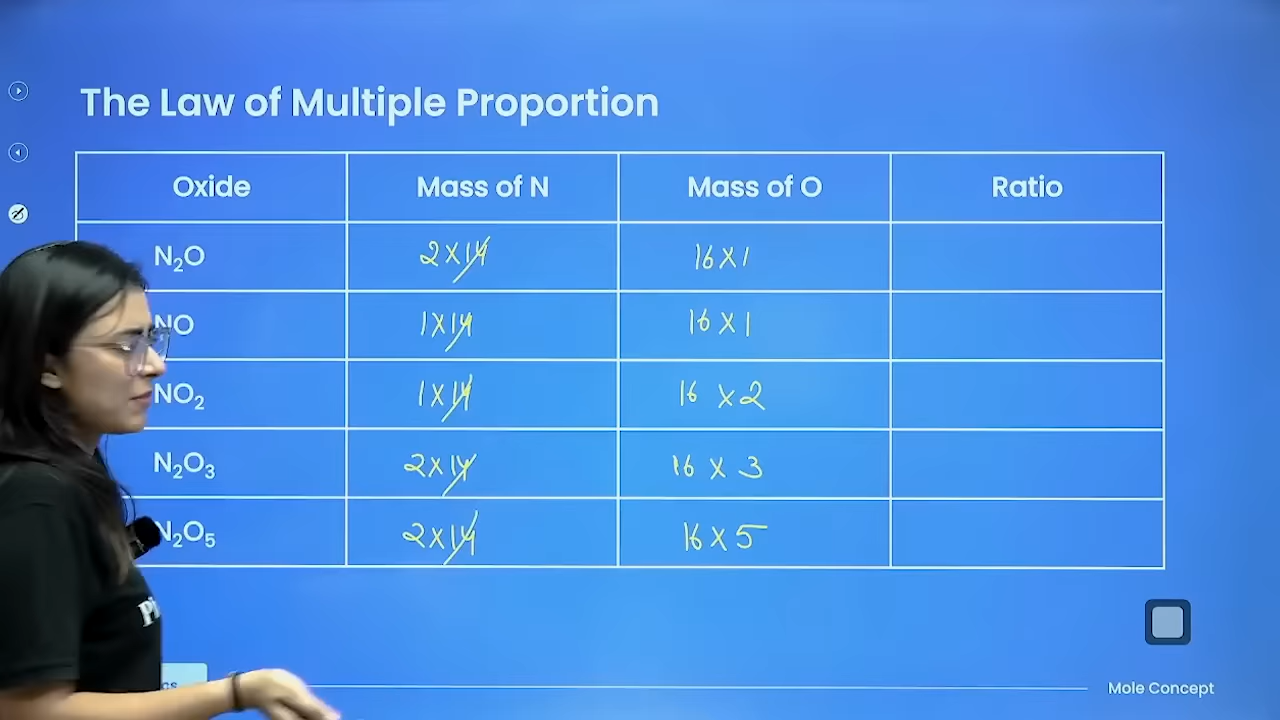 The Law of Multiple Proportion
Oxide Mass of N Mass of O Ratio
N₂O 2×14 16×1
NO 1×14 16×1
NO₂ 1×14 16×2
N₂O₃ 2×14 16×3
N₂O₅ 2×14 16×5
Mole Concept